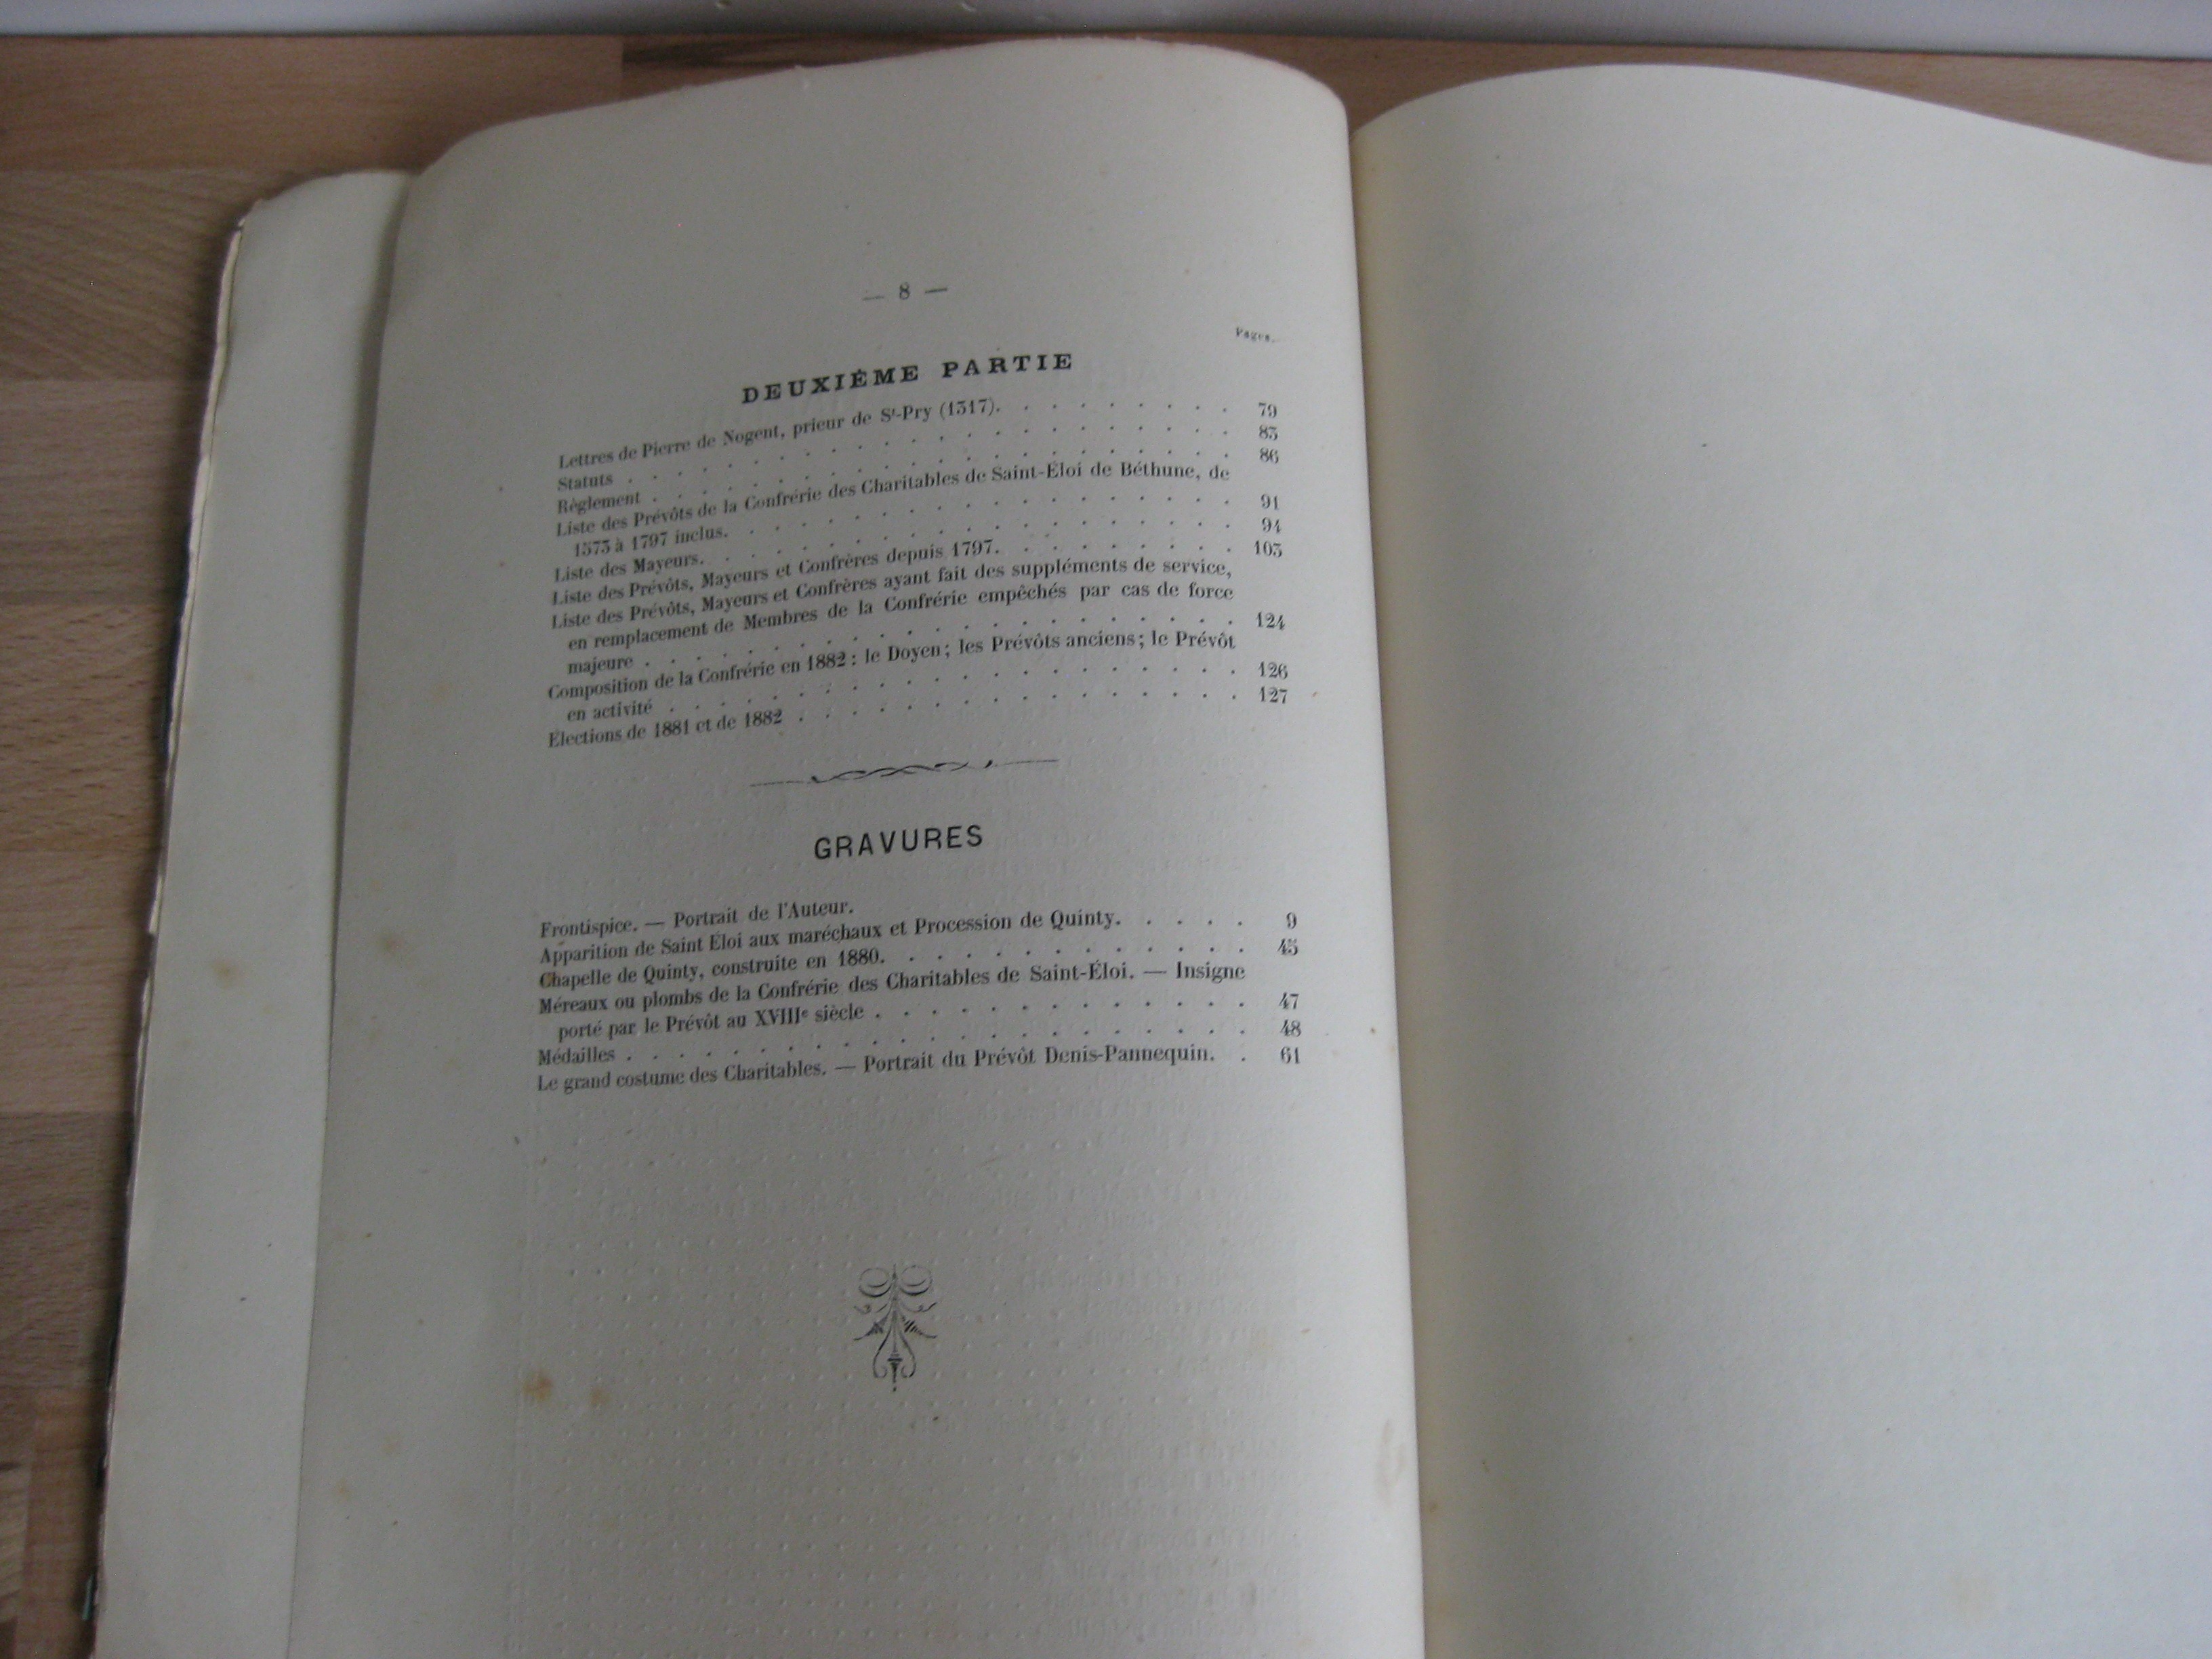 — 8 —
Pages.
DEUXIÈME PARTIE
Lettres de Pierre de Nogent, prieur de St-Pry (1317). . . . . . . . . . 79
Statuts . . . . . . . . . . . . . . . . . . . . . . . . 83
Règlement . . . . . . . . . . . . . . . . . . . . . . . 86
Liste des Prévôts de la Confrérie des Charitables de Saint-Éloi de Béthune, de
1573 à 1797 inclus. . . . . . . . . . . . . . . . . . . . . 91
Liste des Mayeurs. . . . . . . . . . . . . . . . . . . . . . 94
Liste des Prévôts, Mayeurs et Confrères depuis 1797. . . . . . . . . . 103
Liste des Prévôts, Mayeurs et Confrères ayant fait des suppléments de service,
en remplacement de Membres de la Confrérie empêchés par cas de force
majeure . . . . . . . . . . . . . . . . . . . . . . . 124
Composition de la Confrérie en 1882 : le Doyen ; les Prévôts anciens ; le Prévôt
en activité . . . . . . . . . . . . . . . . . . . . . . 126
Élections de 1881 et de 1882 . . . . . . . . . . . . . . . . . 127
GRAVURES
Frontispice. — Portrait de l'Auteur.
Apparition de Saint Éloi aux maréchaux et Procession de Quinty. . . . . . 9
Chapelle de Quinty, construite en 1880. . . . . . . . . . . . . . 45
Méreaux ou plombs de la Confrérie des Charitables de Saint-Éloi. — Insigne
porté par le Prévôt au XVIIIe siècle . . . . . . . . . . . . . . 47
Médailles . . . . . . . . . . . . . . . . . . . . . . . 48
Le grand costume des Charitables. — Portrait du Prévôt Denis-Pannequin. . 61